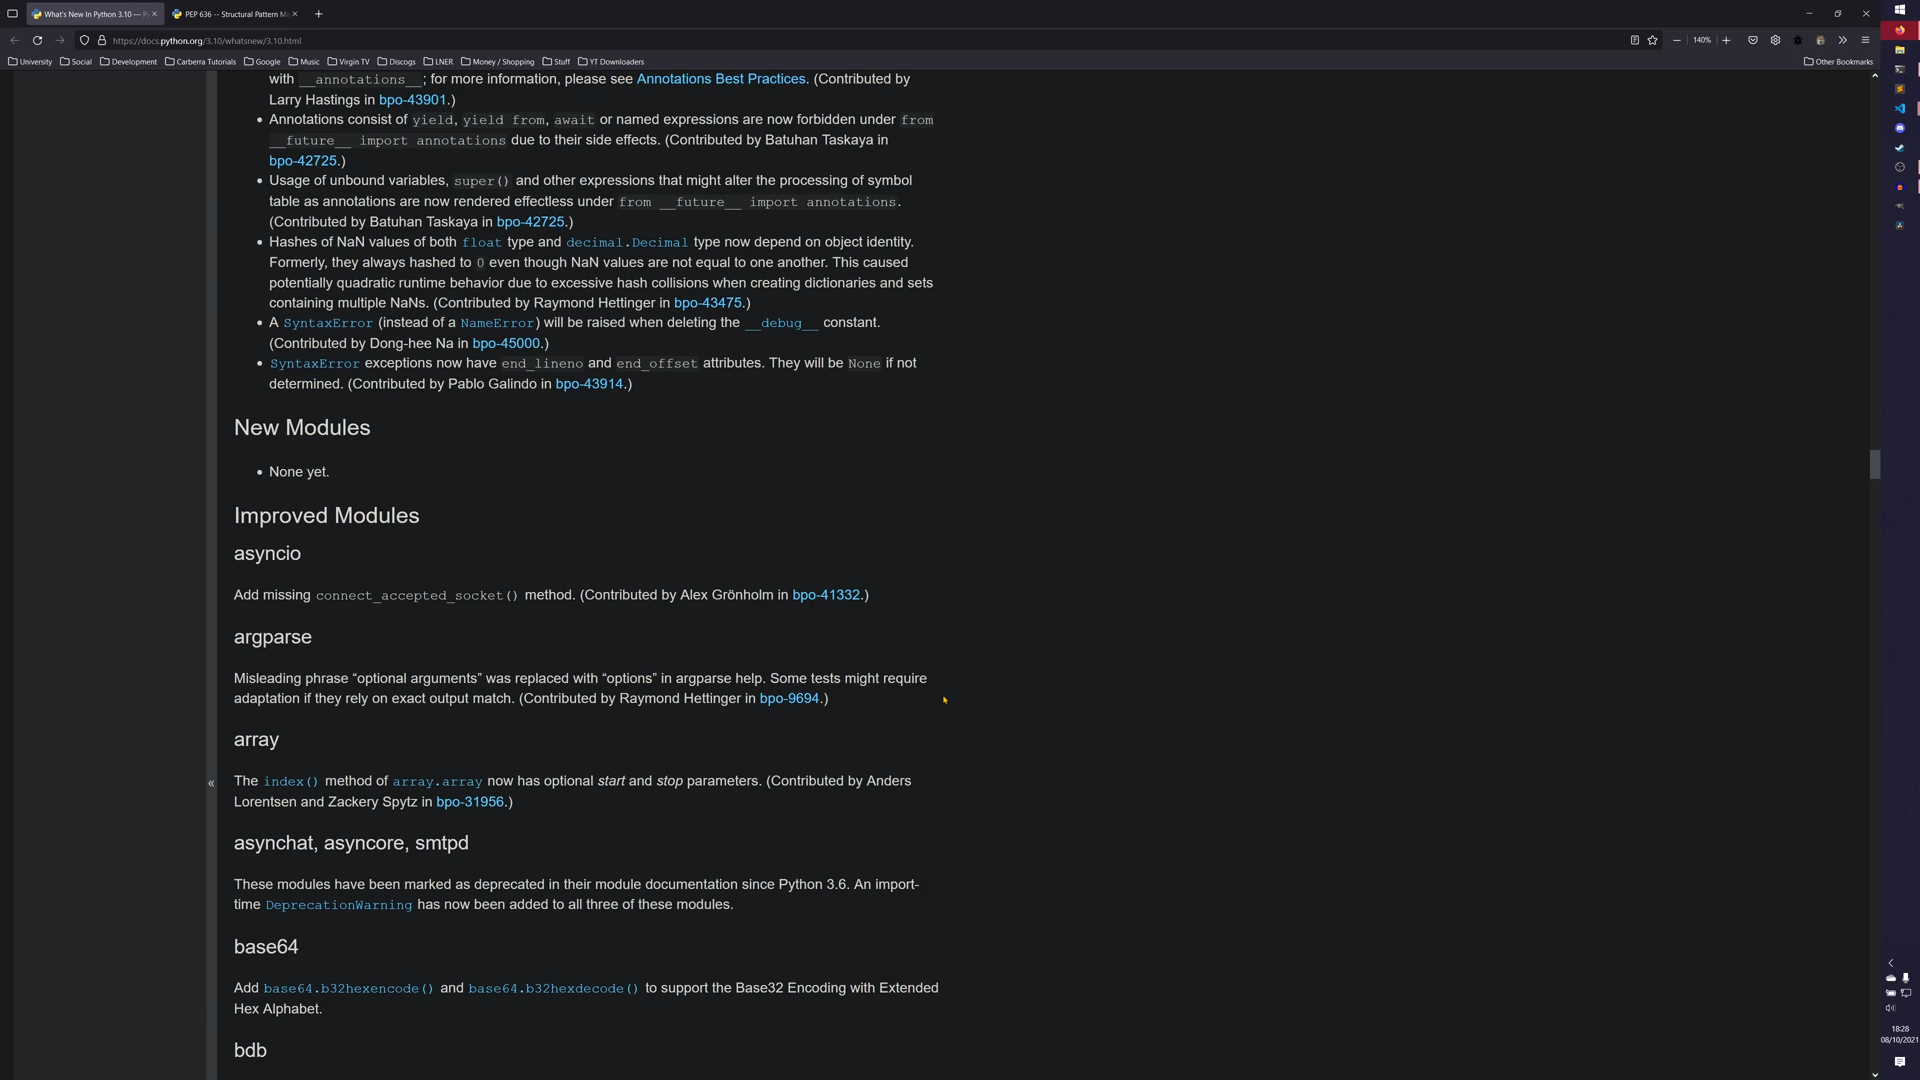 What's New In Python 3.10 — Py
PEP 636 -- Structural Pattern Ma
https://docs.python.org/3.10/whatsnew/3.10.html
140%
University
Social
Development
Carberra Tutorials
Google
Music
Virgin TV
Discogs
LNER
Money / Shopping
Stuff
YT Downloaders
Other Bookmarks
with __annotations__; for more information, please see Annotations Best Practices. (Contributed by
Larry Hastings in bpo-43901.)
• Annotations consist of yield, yield from, await or named expressions are now forbidden under from
__future__ import annotations due to their side effects. (Contributed by Batuhan Taskaya in
bpo-42725.)
• Usage of unbound variables, super() and other expressions that might alter the processing of symbol
table as annotations are now rendered effectless under from __future__ import annotations.
(Contributed by Batuhan Taskaya in bpo-42725.)
• Hashes of NaN values of both float type and decimal.Decimal type now depend on object identity.
Formerly, they always hashed to 0 even though NaN values are not equal to one another. This caused
potentially quadratic runtime behavior due to excessive hash collisions when creating dictionaries and sets
containing multiple NaNs. (Contributed by Raymond Hettinger in bpo-43475.)
• A SyntaxError (instead of a NameError) will be raised when deleting the __debug__ constant.
(Contributed by Dong-hee Na in bpo-45000.)
• SyntaxError exceptions now have end_lineno and end_offset attributes. They will be None if not
determined. (Contributed by Pablo Galindo in bpo-43914.)
New Modules
• None yet.
Improved Modules
asyncio
Add missing connect_accepted_socket() method. (Contributed by Alex Grönholm in bpo-41332.)
argparse
Misleading phrase “optional arguments” was replaced with “options” in argparse help. Some tests might require
adaptation if they rely on exact output match. (Contributed by Raymond Hettinger in bpo-9694.)
array
«
The index() method of array.array now has optional start and stop parameters. (Contributed by Anders
Lorentsen and Zackery Spytz in bpo-31956.)
asynchat, asyncore, smtpd
These modules have been marked as deprecated in their module documentation since Python 3.6. An import-
time DeprecationWarning has now been added to all three of these modules.
base64
Add base64.b32hexencode() and base64.b32hexdecode() to support the Base32 Encoding with Extended
Hex Alphabet.
bdb
18:28
08/10/2021